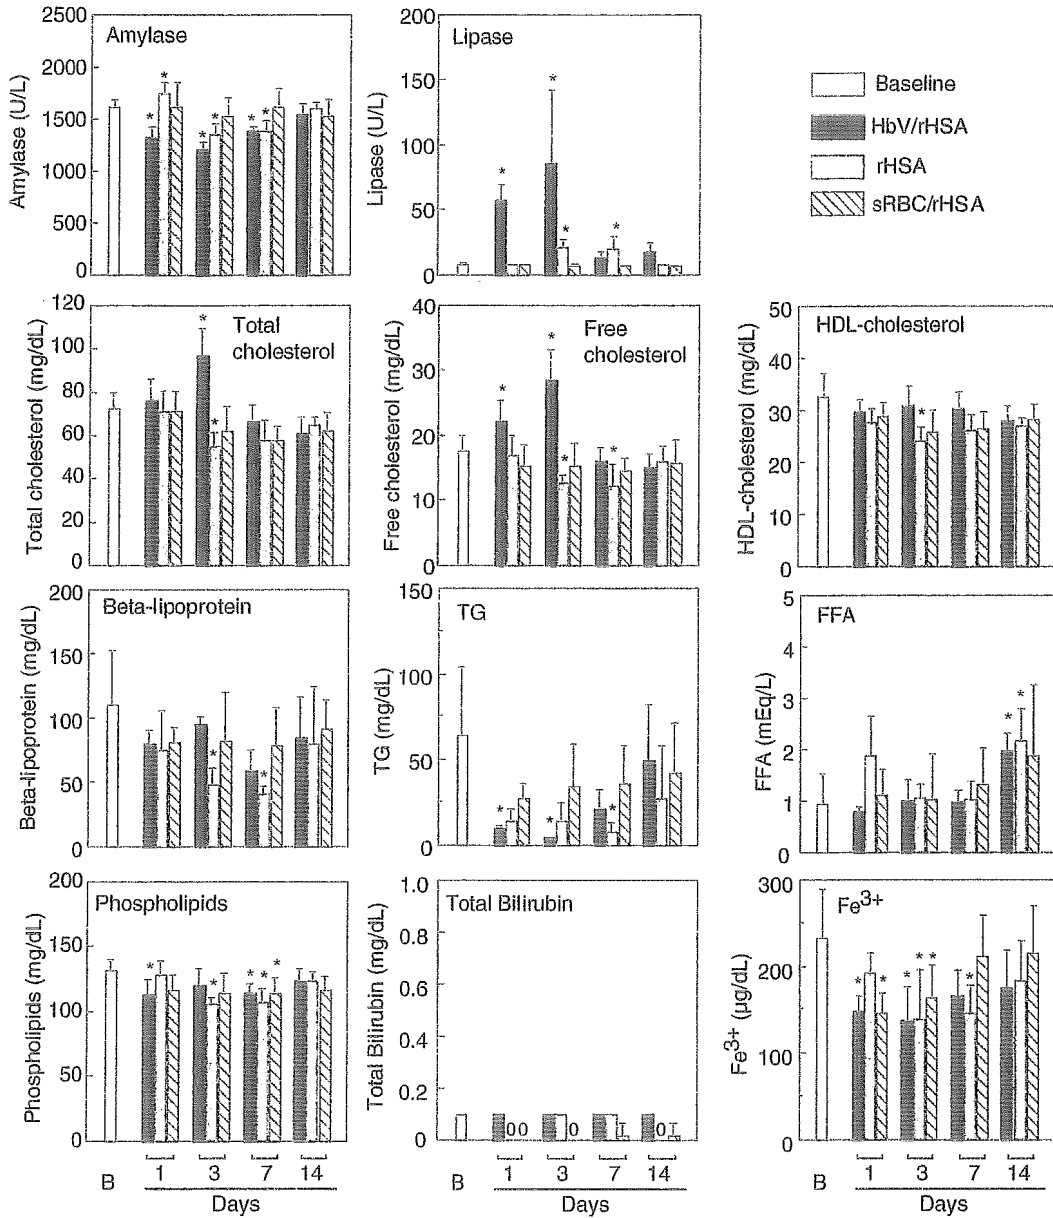 Amylase
Amylase (U/L)
2500
2000
1500
1000
500
0
* * * * * *
Lipase
Lipase (U/L)
200
150
100
50
0
* * * *
Baseline
HbV/rHSA
rHSA
sRBC/rHSA
Total
cholesterol
Total cholesterol (mg/dL)
120
100
80
60
40
20
0
* *
Free
cholesterol
Free cholesterol (mg/dL)
40
30
20
10
0
* * * *
HDL-cholesterol
HDL-cholesterol (mg/dL)
50
40
30
20
10
0
*
Beta-lipoprotein
Beta-lipoprotein (mg/dL)
200
150
100
50
0
* *
TG
TG (mg/dL)
150
100
50
0
* * *
FFA
FFA (mEq/L)
5
4
3
2
1
0
* *
Phospholipids
Phospholipids (mg/dL)
200
150
100
50
0
* * * * *
B 1 3 7 14
Days
Total Bilirubin
Total Bilirubin (mg/dL)
1.0
0.8
0.6
0.4
0.2
0
00 0 0
B 1 3 7 14
Days
Fe3+
Fe3+ (µg/dL)
300
200
100
0
* * * * * *
B 1 3 7 14
Days